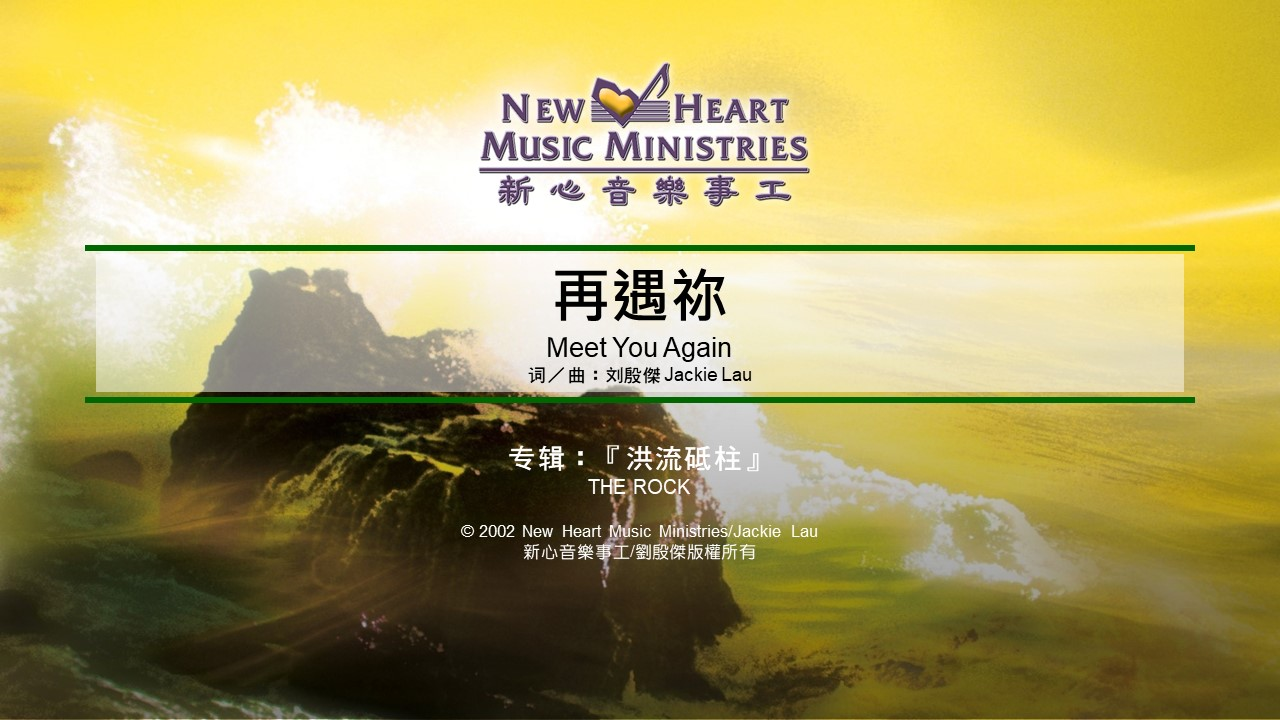 NEW HEART
MUSIC MINISTRIES
新心音樂事工
再遇祢
Meet You Again
词／曲：刘殷傑 Jackie Lau
专辑：『洪流砥柱』
THE ROCK
© 2002 New Heart Music Ministries/Jackie Lau
新心音樂事工/劉殷傑版權所有